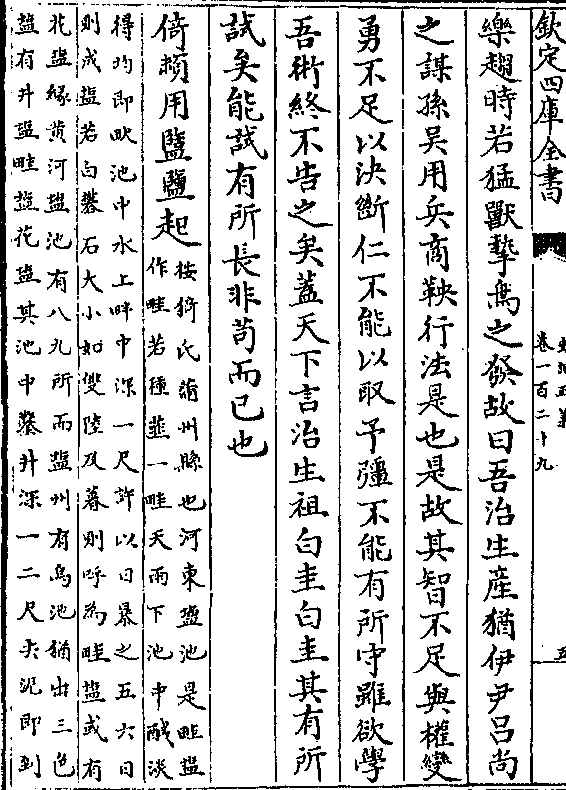 欽定四庫全書
卷一百二十九
五
樂趨時若猛獸摯鳥之發故曰吾治生產猶伊尹呂尚
之謀孫吳用兵商鞅行法是也是故其智不足與權變
勇不足以決斷仁不能以取予彊不能有所守雖欲學
吾術終不告之矣蓋天下言治生祖白圭白圭其有所
試矣能試有所長非苟而已也
猗頓用鹽鹽起
按猗氏蒲州縣也河東鹽池是畦鹽
作畦若種韭一畦天雨下池中鹹淡
得均即畎池中水上畔中深一尺許以日暴之五六日
則成鹽若白礬石大小如雙陸及暮則呼為畦鹽或有
花鹽緣黃河鹽池有八九所而鹽州有烏池猶出三色
鹽有井鹽畦鹽花鹽其池中鑿井深一二尺去泥即到